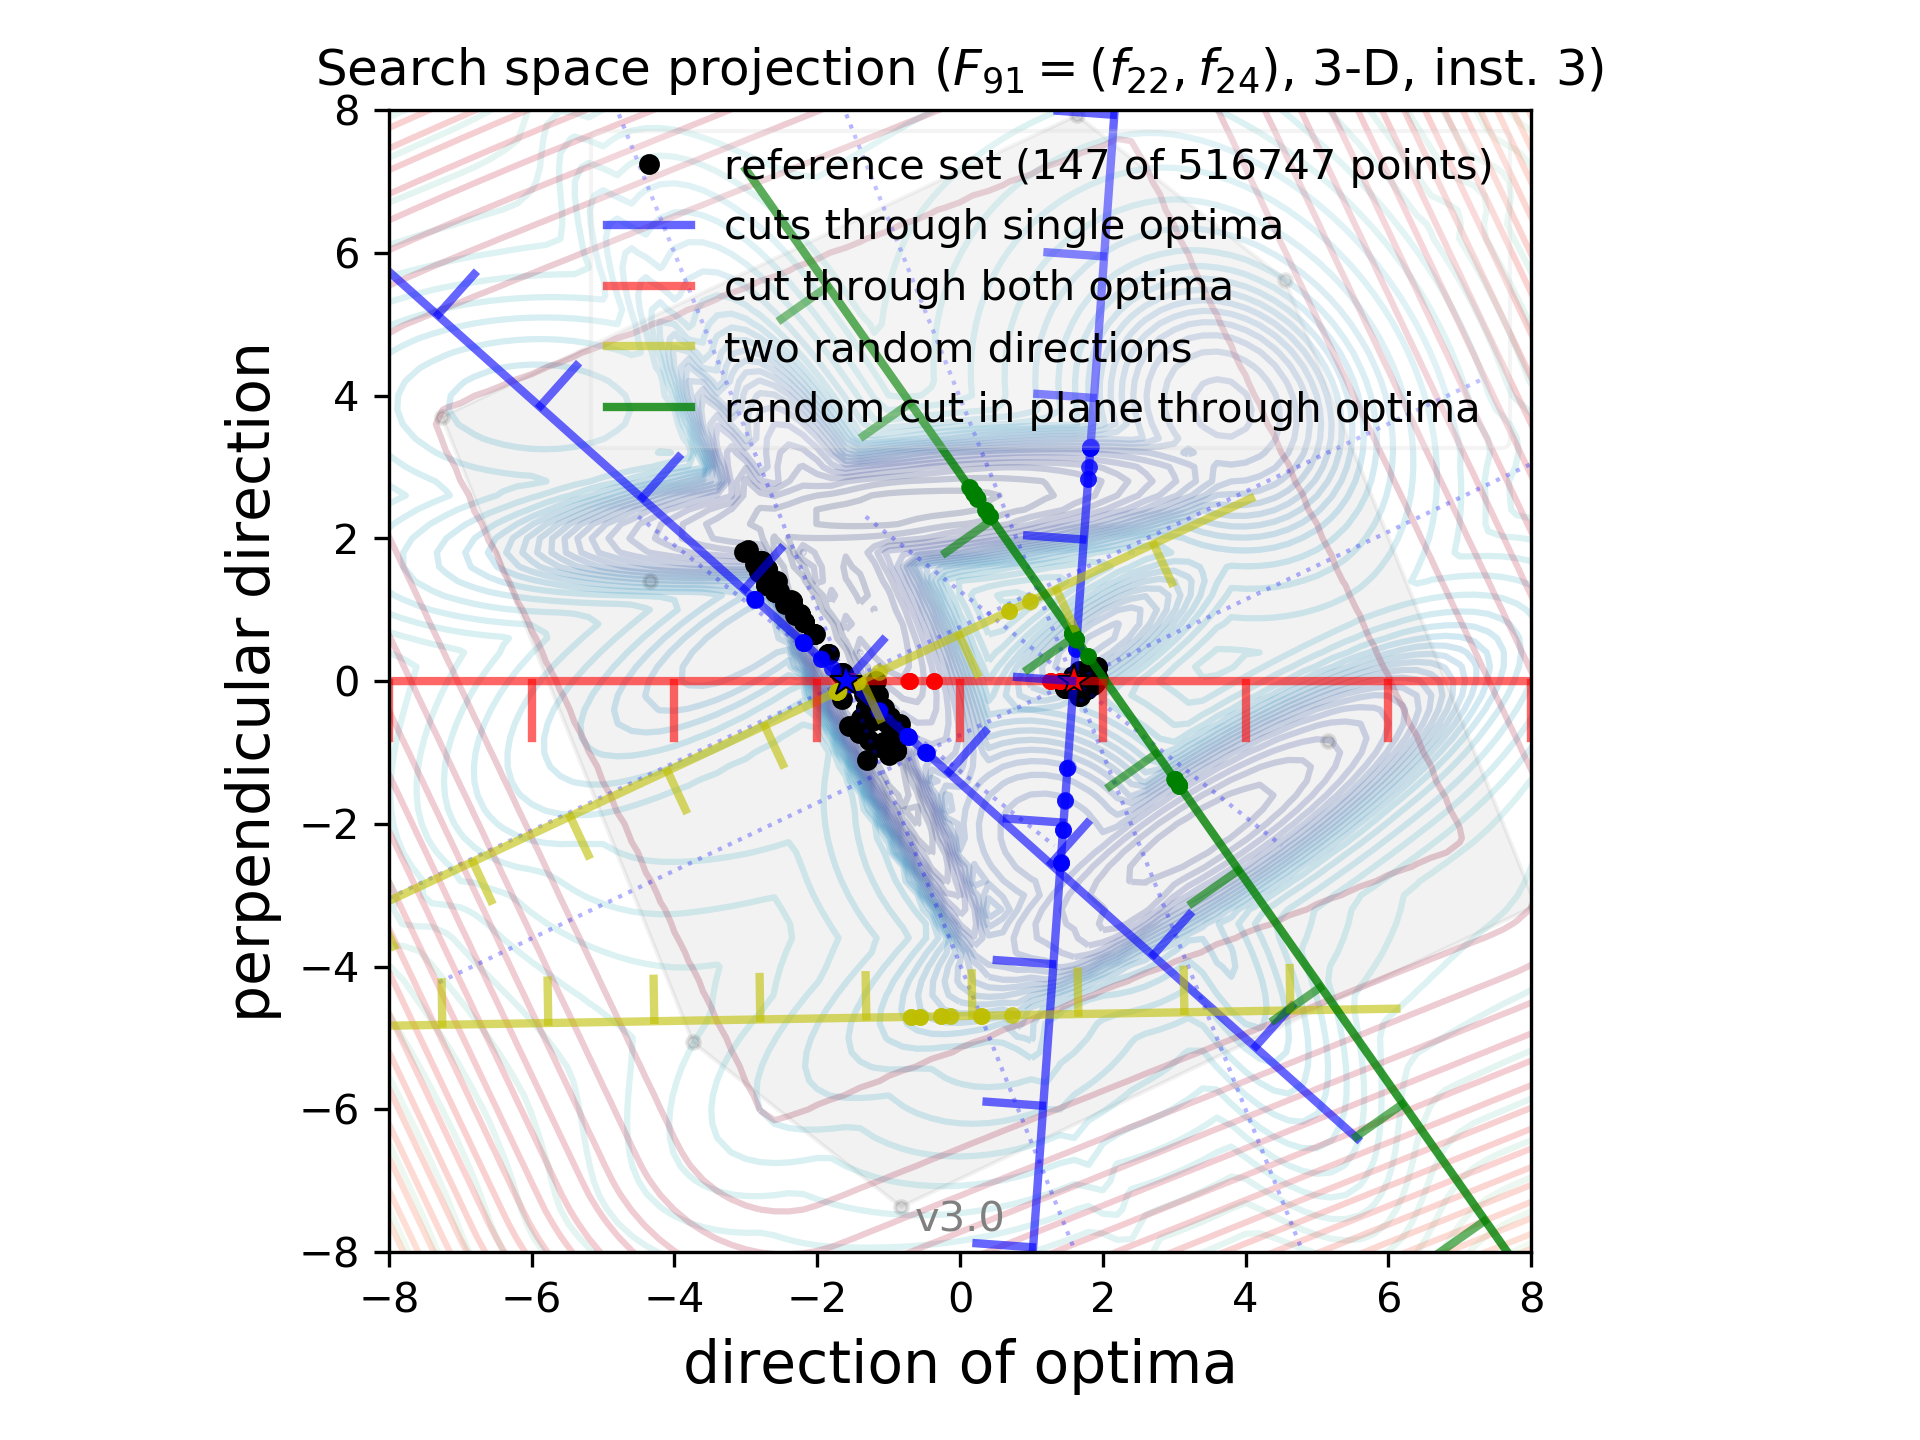 Search space projection (F₉₁ = (f₂₂, f₂₄), 3-D, inst. 3)
reference set (147 of 516747 points)
cuts through single optima
cut through both optima
two random directions
random cut in plane through optima
8
6
4
2
0
−2
−4
−6
−8
perpendicular direction
v3.0
−8 −6 −4 −2 0 2 4 6 8
direction of optima